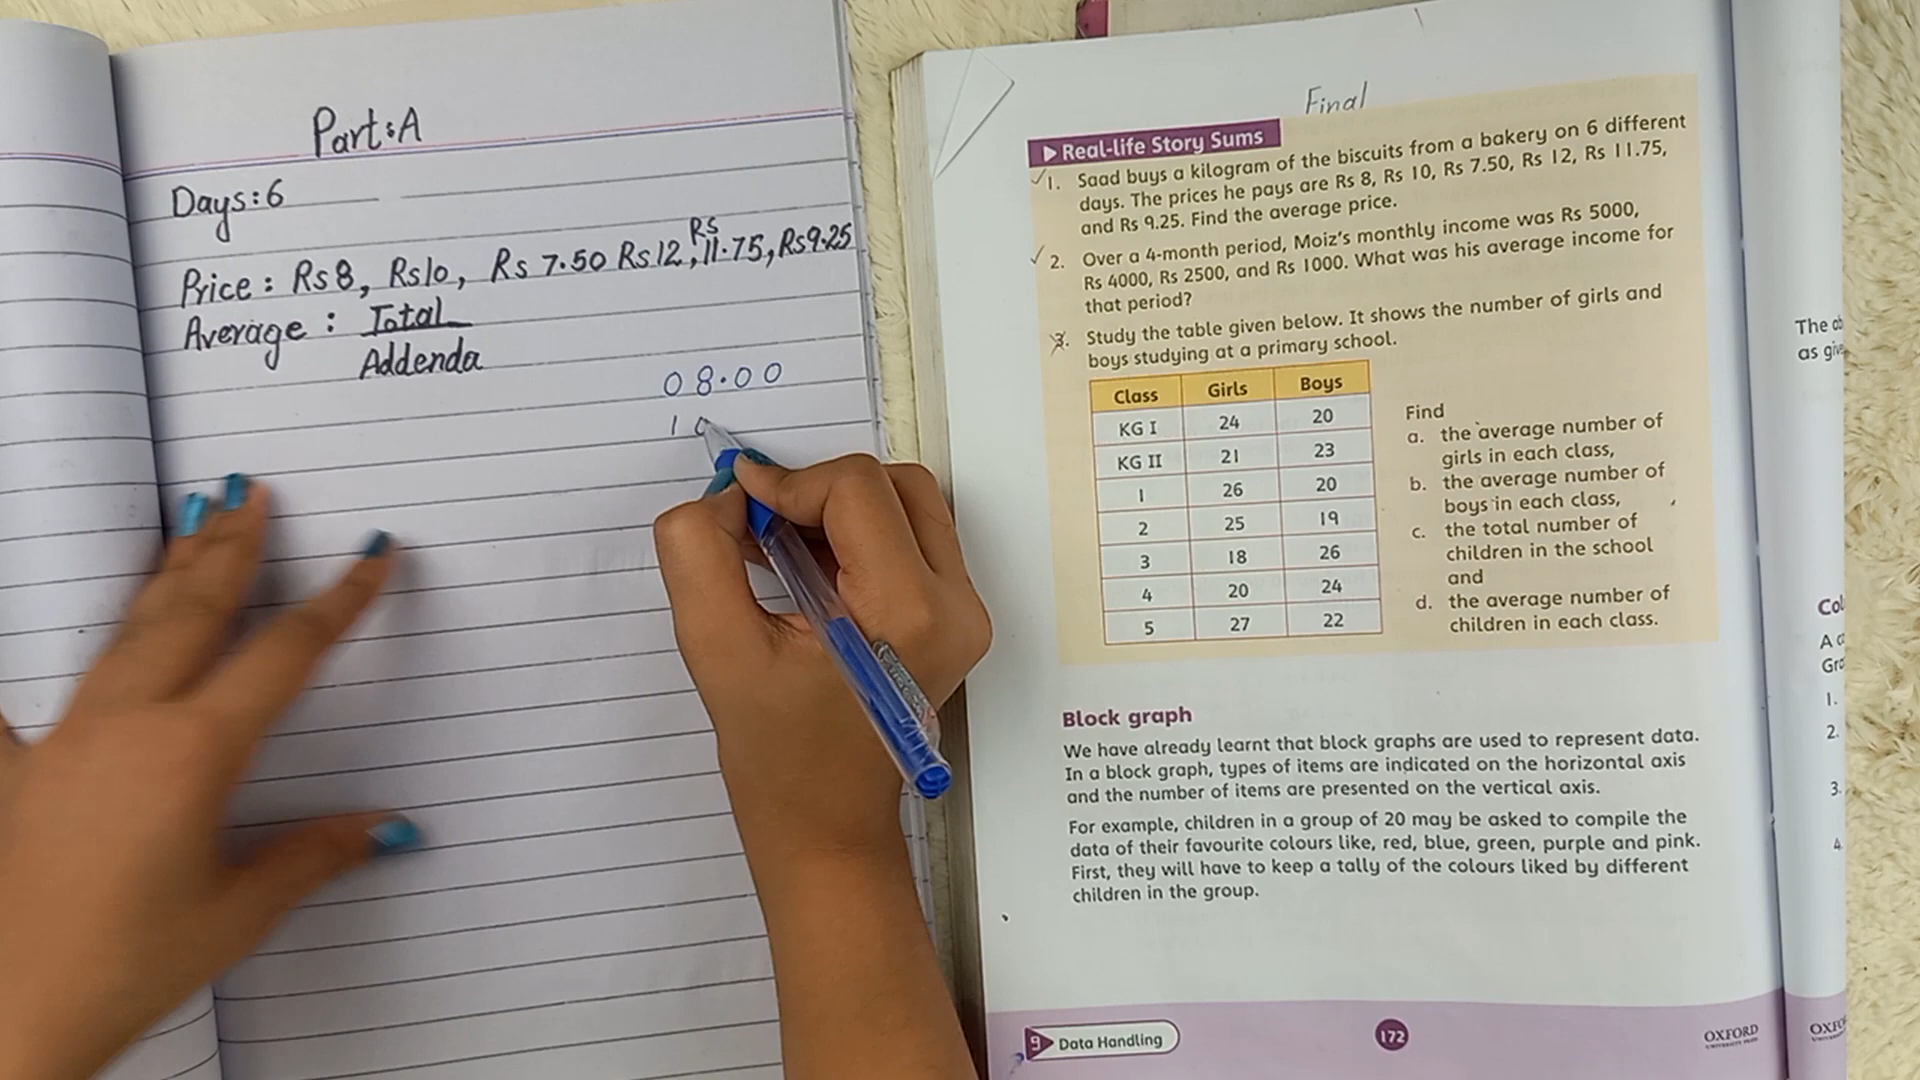 Part:A
Days:6
Price: Rs8, Rs10, Rs 7.50 Rs12, Rs 11.75, Rs9.25
Average: Total
Addenda
08.00
10
Final
Real-life Story Sums
1. Saad buys a kilogram of the biscuits from a bakery on 6 different
days. The prices he pays are Rs 8, Rs 10, Rs 7.50, Rs 12, Rs 11.75,
and Rs 9.25. Find the average price.
2. Over a 4-month period, Moiz's monthly income was Rs 5000,
Rs 4000, Rs 2500, and Rs 1000. What was his average income for
that period?
3. Study the table given below. It shows the number of girls and
boys studying at a primary school.
Class Girls Boys
KG I 24 20
KG II 21 23
1 26 20
2 25 19
3 18 26
4 20 24
5 27 22
Find
a. the average number of
girls in each class,
b. the average number of
boys in each class,
c. the total number of
children in the school
and
d. the average number of
children in each class.
Block graph
We have already learnt that block graphs are used to represent data.
In a block graph, types of items are indicated on the horizontal axis
and the number of items are presented on the vertical axis.
For example, children in a group of 20 may be asked to compile the
data of their favourite colours like, red, blue, green, purple and pink.
First, they will have to keep a tally of the colours liked by different
children in the group.
9 Data Handling
172
OXFORD
UNIVERSITY PRESS
The
as
A
1.
2.
3.
4.